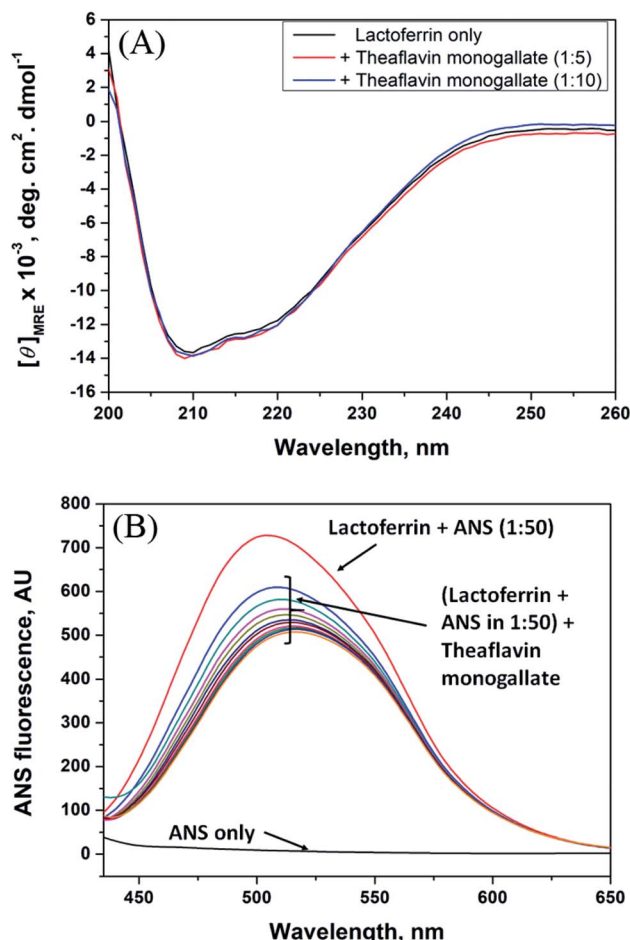 (A)
Lactoferrin only
+ Theaflavin monogallate (1:5)
+ Theaflavin monogallate (1:10)
6
4
2
0
-2
-4
-6
-8
-10
-12
-14
-16
[θ]MRE x 10-3, deg. cm2. dmol-1
200 210 220 230 240 250 260
Wavelength, nm
(B)
800
700
600
500
400
300
200
100
0
ANS fluorescence, AU
Lactoferrin + ANS (1:50)
(Lactoferrin +
ANS in 1:50) +
Theaflavin
monogallate
ANS only
450 500 550 600 650
Wavelength, nm